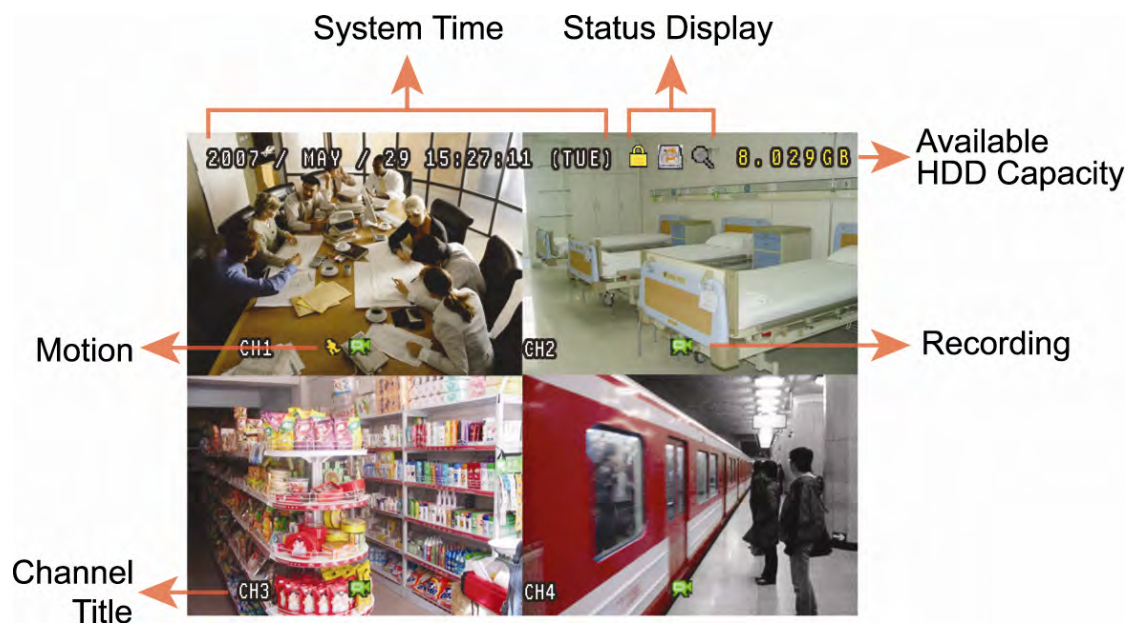 System Time
Status Display
2007 / MAY / 29 15:27:11 (TUE)
8.029GB
Available
HDD Capacity
Motion
CH1
CH2
Recording
Channel
Title
CH3
CH4